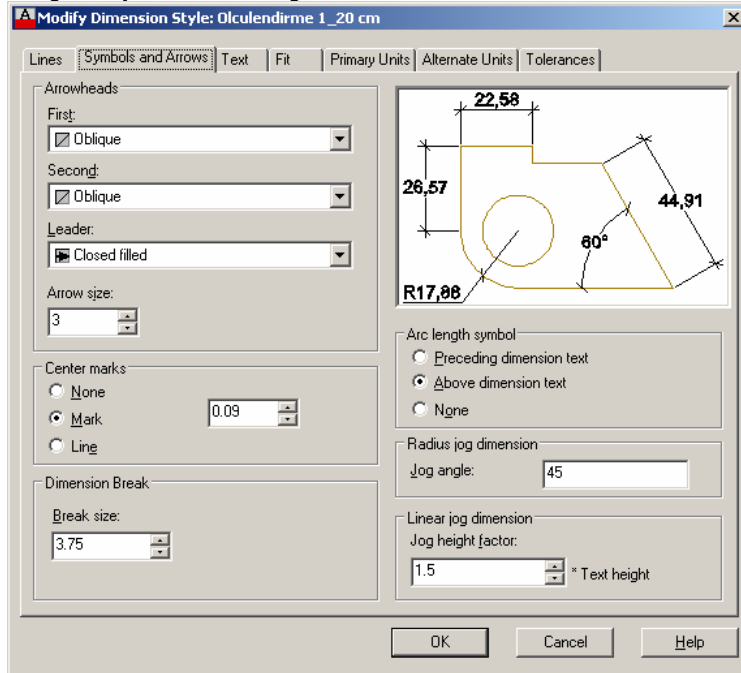 Modify Dimension Style: Olculendirme 1_20 cm
Lines Symbols and Arrows Text Fit Primary Units Alternate Units Tolerances
Arrowheads
First:
Oblique
Second:
Oblique
Leader:
Closed filled
Arrow size:
3
Center marks
None
Mark
0.09
Line
Dimension Break
Break size:
3.75
22,58
26,57
44,91
60°
R17,88
Arc length symbol
Preceding dimension text
Above dimension text
None
Radius jog dimension
Jog angle:
45
Linear jog dimension
Jog height factor:
1.5
* Text height
OK Cancel Help